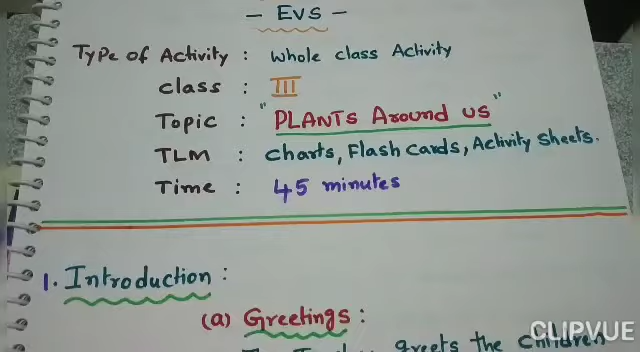 - EVS -
Type of Activity : whole class Activity
class : III
Topic : "PLANTS Around us"
TLM : charts, Flash cards, Activity Sheets.
Time : 45 minutes
1. Introduction :
(a) Greetings :
greets the children
CLIPVUE